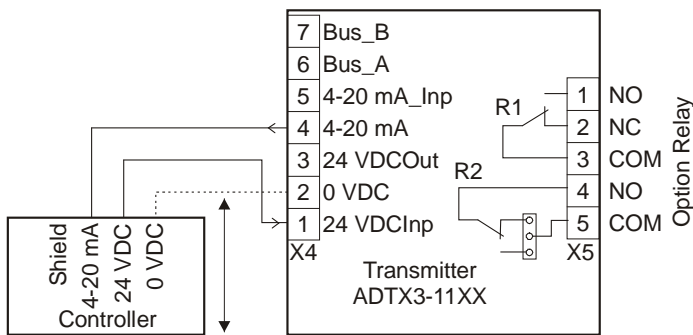 7 Bus_B
6 Bus_A
5 4-20 mA_Inp
4 4-20 mA
3 24 VDCOut
2 0 VDC
1 24 VDCInp
X4
R1
R2
1 NO
2 NC
3 COM
4 NO
5 COM
X5
Option Relay
Transmitter
ADTX3-11XX
Shield
4-20 mA
24 VDC
0 VDC
Controller